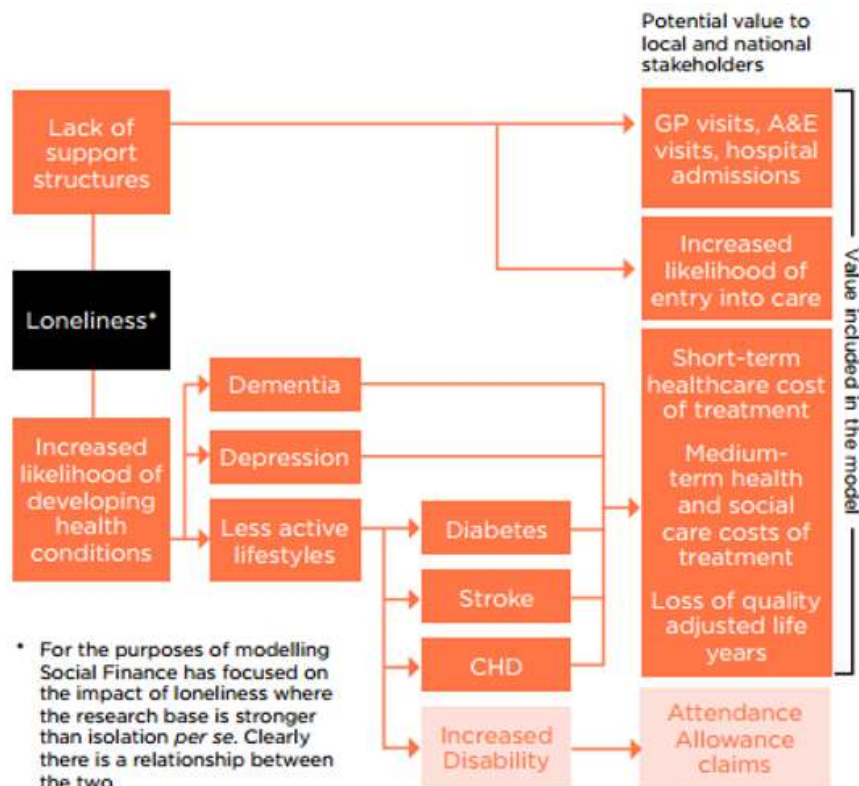 Potential value to
local and national
stakeholders
Lack of
support
structures
GP visits, A&E
visits, hospital
admissions
Increased
likelihood of
entry into care
Loneliness*
Short-term
healthcare cost
of treatment
Medium-
term health
and social
care costs of
treatment
Loss of quality
adjusted life
years
Value included in the model
Dementia
Increased
likelihood of
developing
health
conditions
Depression
Less active
lifestyles
Diabetes
Stroke
CHD
Increased
Disability
Attendance
Allowance
claims
* For the purposes of modelling
Social Finance has focused on
the impact of loneliness where
the research base is stronger
than isolation per se. Clearly
there is a relationship between
the two